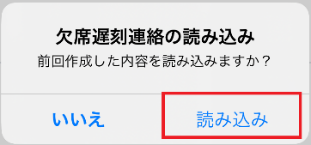 欠席遅刻連絡の読み込み
前回作成した内容を読み込みますか？
いいえ
読み込み